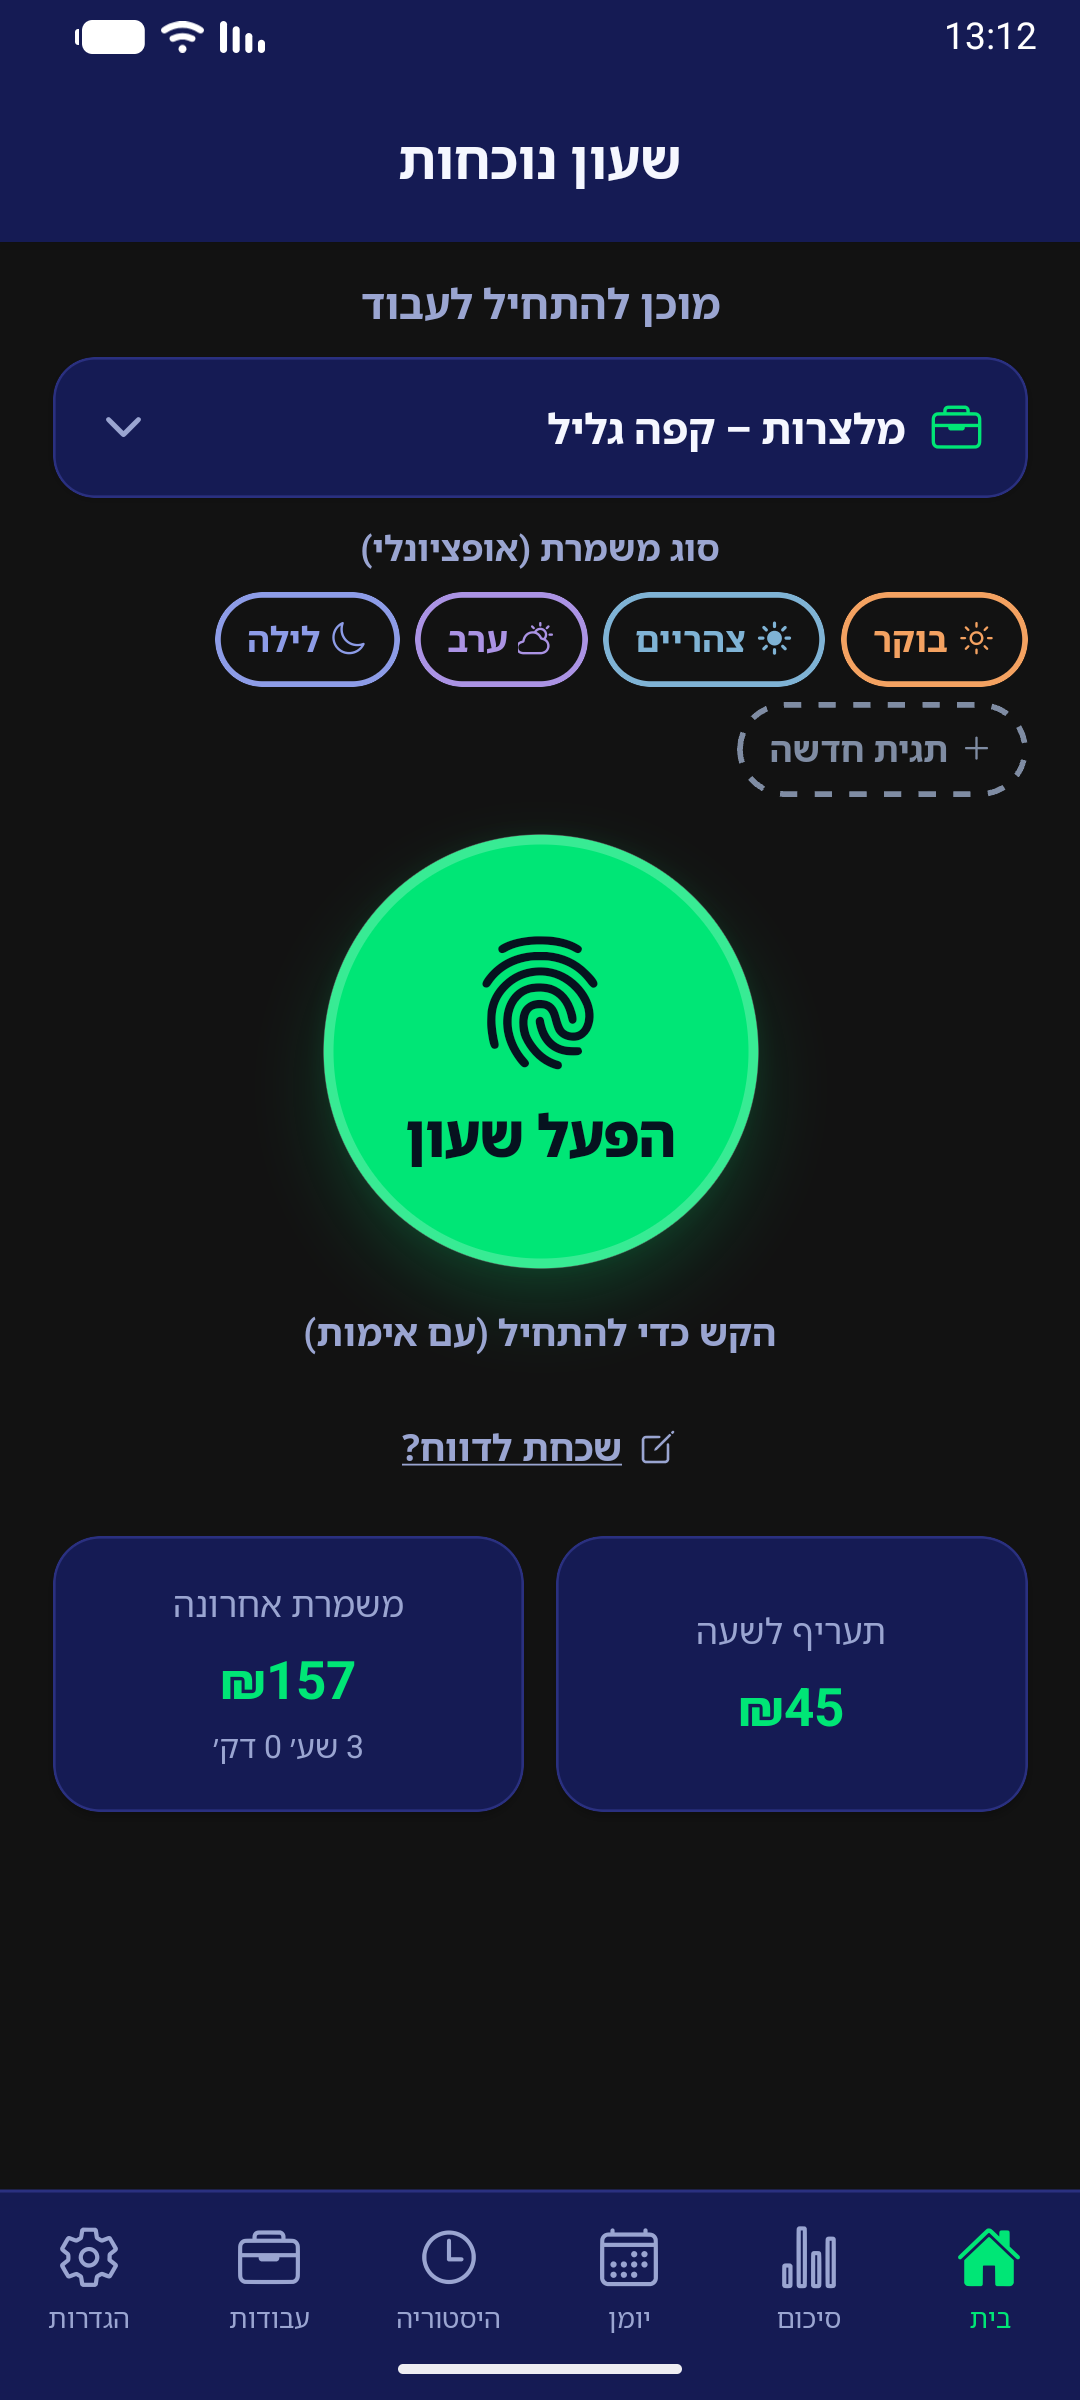 13:12
שעון נוכחות
מוכן להתחיל לעבוד
מלצרות – קפה גליל
סוג משמרת (אופציונלי)
בוקר
צהריים
ערב
לילה
+ תגית חדשה
הפעל שעון
הקש כדי להתחיל (עם אימות)
שכחת לדווח?
תעריף לשעה
₪45
משמרת אחרונה
₪157
3 שע׳ 0 דק׳
בית
סיכום
יומן
היסטוריה
עבודות
הגדרות